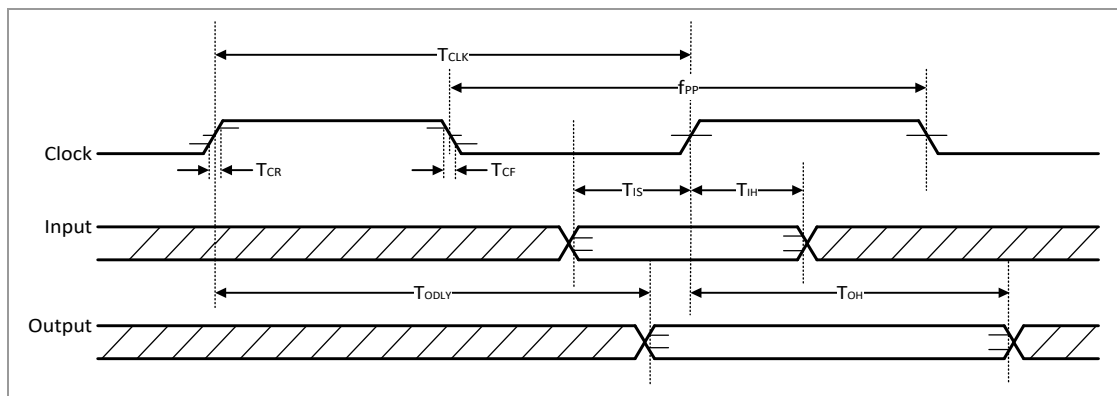 TCLK
fPP
Clock
TCR
TCF
TIS
TIH
Input
TODLY
TOH
Output